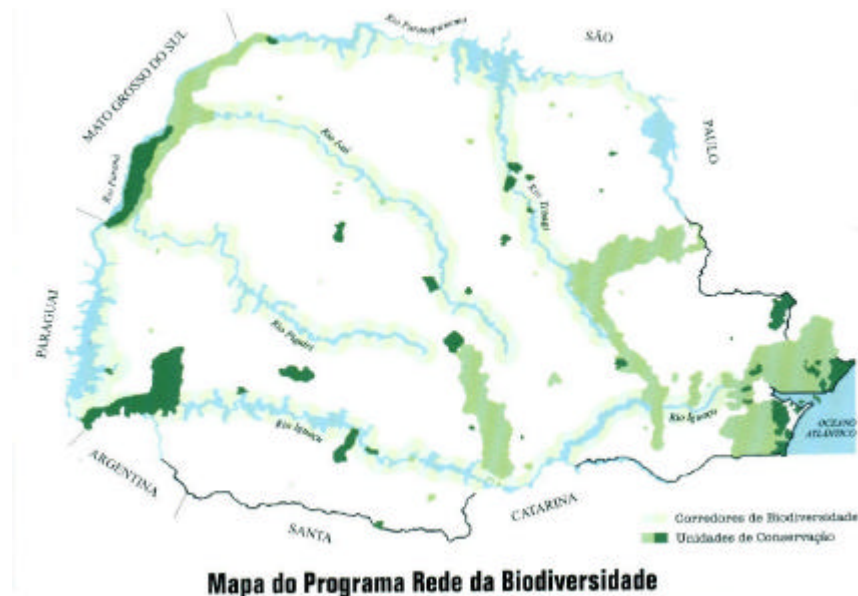 Rio Paranapanema
SÃO
PAULO
MATO GROSSO DO SUL
Rio Paraná
Rio Ivaí
Rio Tibagi
PARAGUAI
Rio Piquiri
Rio Iguaçu
Rio Iguaçu
OCEANO
ATLÂNTICO
ARGENTINA
SANTA
CATARINA
Corredores de Biodiversidade
Unidades de Conservação
Mapa do Programa Rede da Biodiversidade